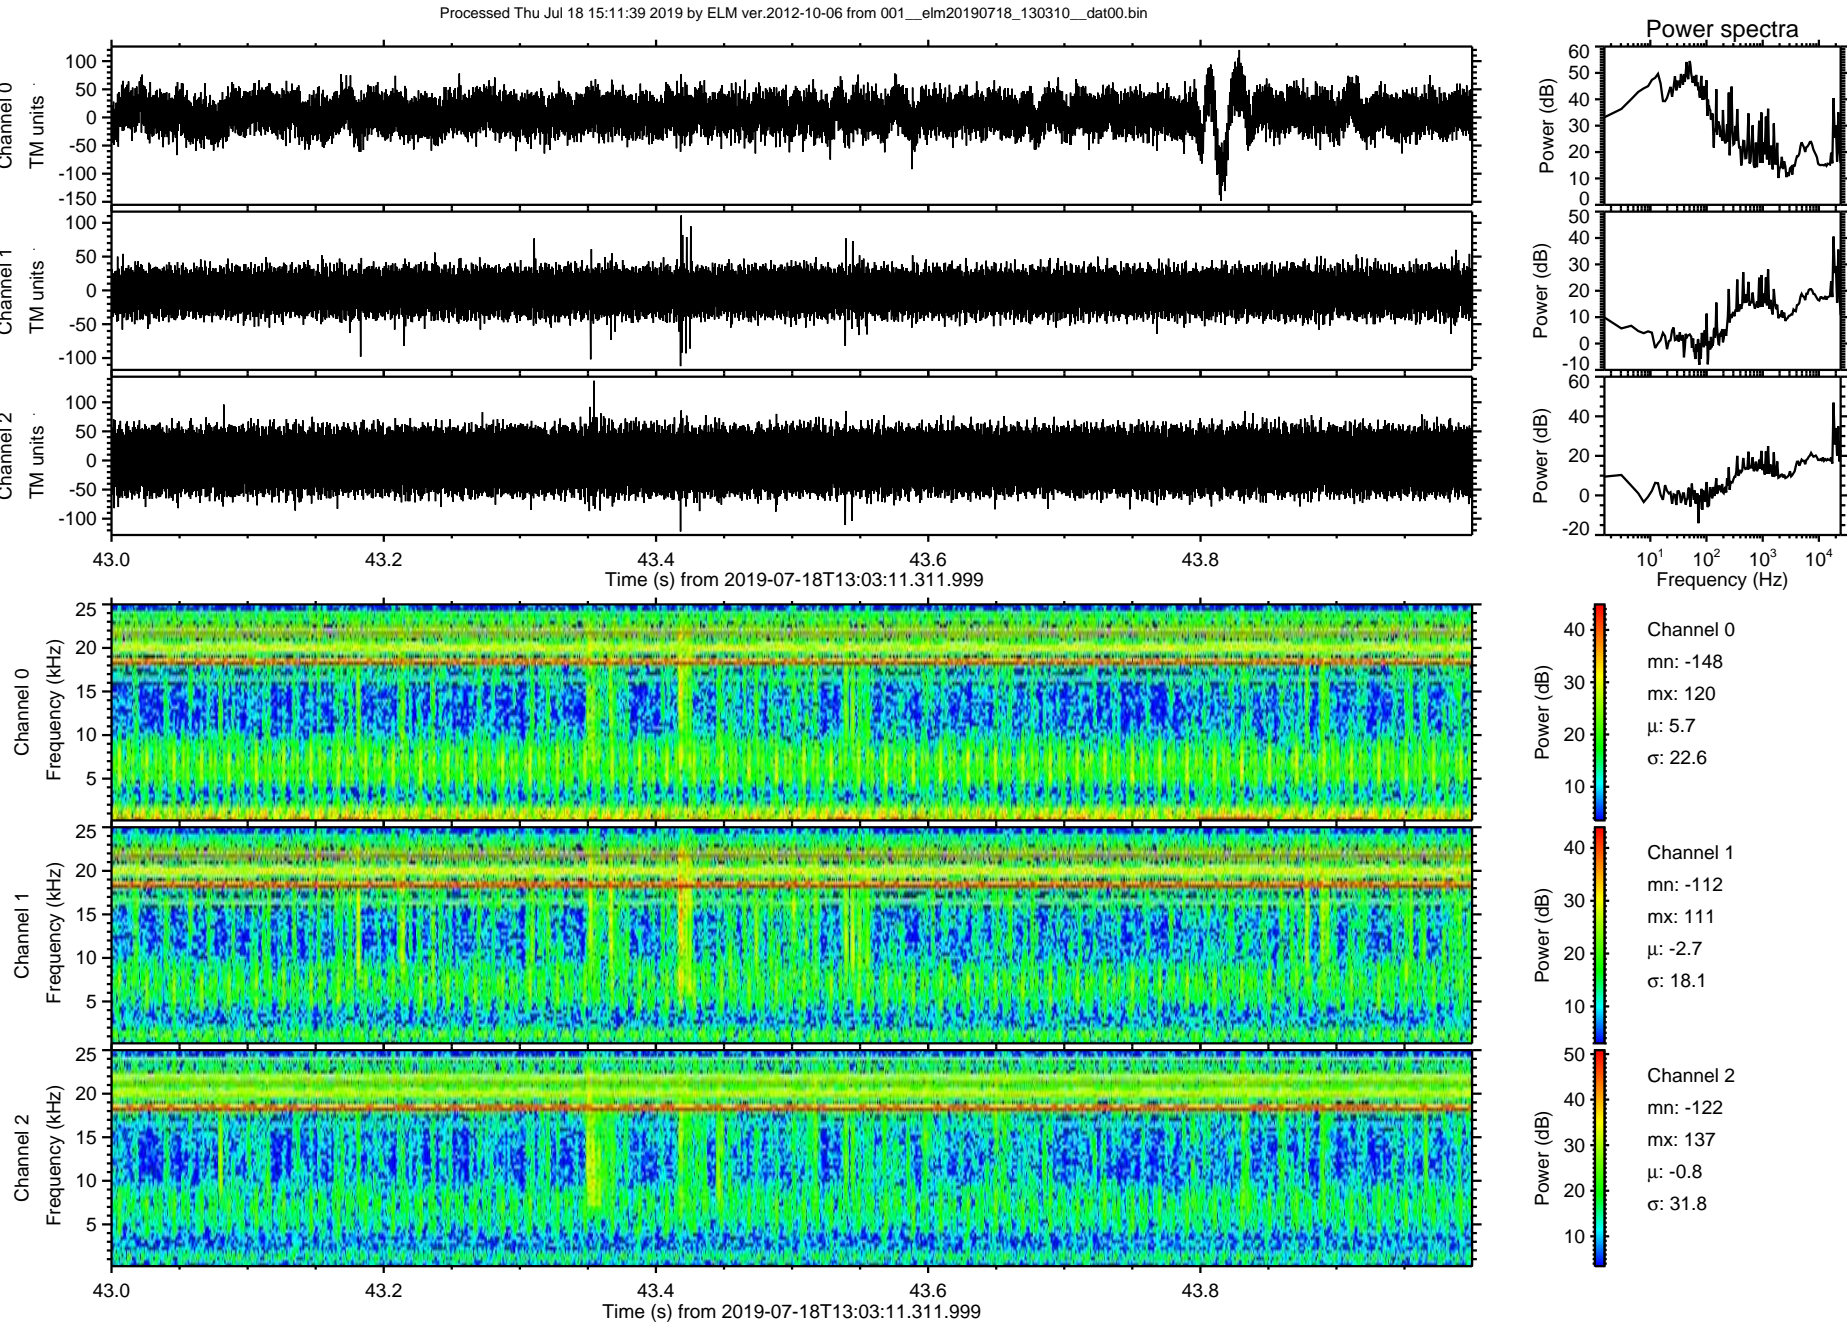 Processed Thu Jul 18 15:11:39 2019 by ELM ver.2012-10-06 from 001__elm20190718_130310__dat00.bin
Power spectra
Channel 0
TM units
100
50
0
-50
-100
-150
Power (dB)
60
50
40
30
20
10
0
Channel 1
TM units
100
50
0
-50
-100
Power (dB)
50
40
30
20
10
0
-10
Channel 2
TM units
100
50
0
-50
-100
Power (dB)
60
40
20
0
-20
43.0 43.2 43.4 43.6 43.8
Time (s) from 2019-07-18T13:03:11.311.999
10¹ 10² 10³ 10⁴
Frequency (Hz)
Channel 0
Frequency (kHz)
25
20
15
10
5
Power (dB)
40
30
20
10
Channel 0
mn: -148
mx: 120
μ: 5.7
σ: 22.6
Channel 1
Frequency (kHz)
25
20
15
10
5
Power (dB)
40
30
20
10
Channel 1
mn: -112
mx: 111
μ: -2.7
σ: 18.1
Channel 2
Frequency (kHz)
25
20
15
10
5
Power (dB)
50
40
30
20
10
Channel 2
mn: -122
mx: 137
μ: -0.8
σ: 31.8
43.0 43.2 43.4 43.6 43.8
Time (s) from 2019-07-18T13:03:11.311.999